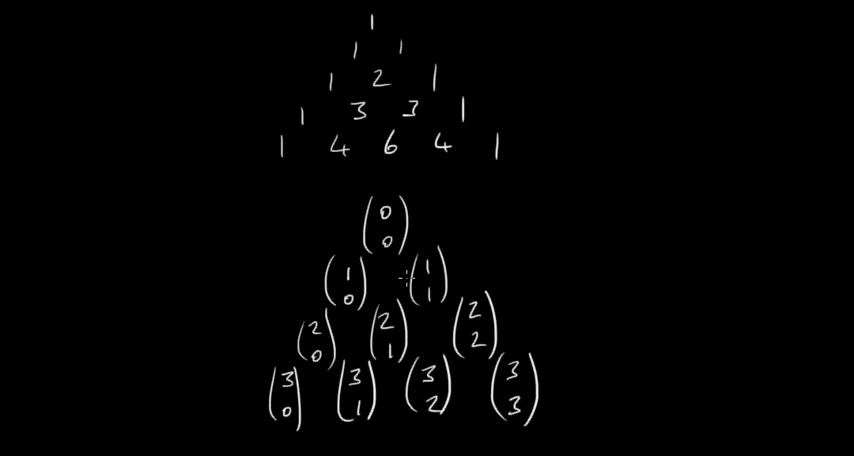 1
1 1
1 2 1
1 3 3 1
1 4 6 4 1
(0 0)
(1 0) (1 1)
(2 0) (2 1) (2 2)
(3 0) (3 1) (3 2) (3 3)